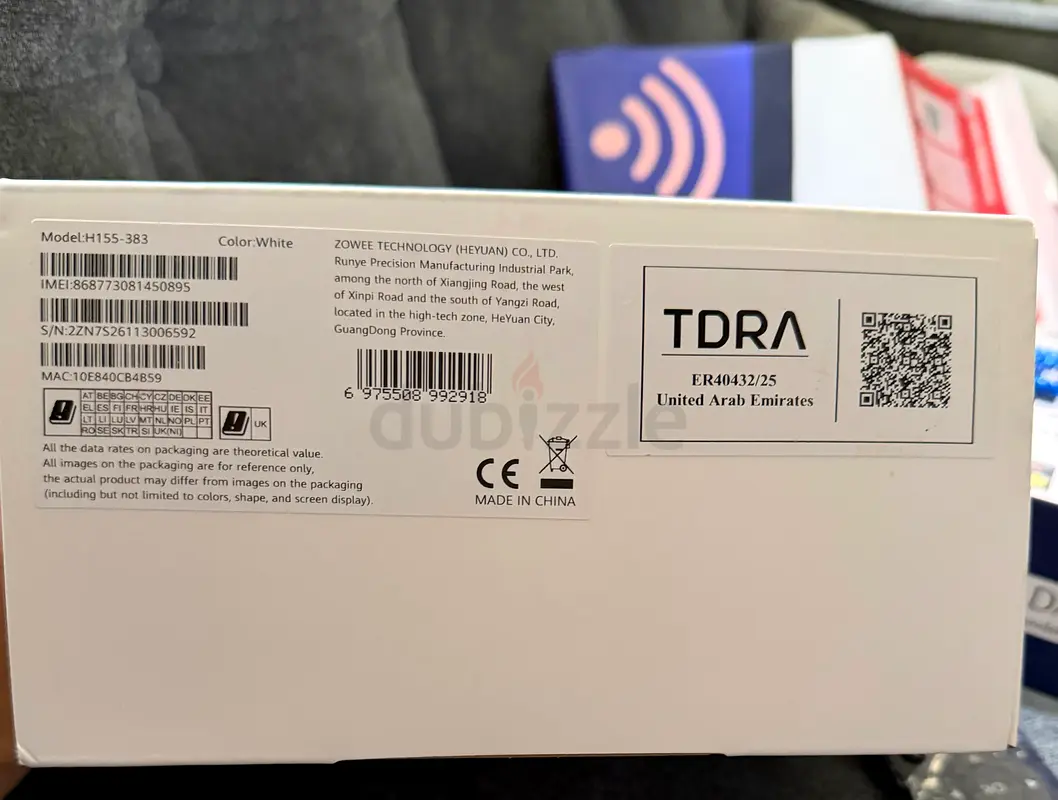 Model:H155-383
Color:White
IMEI:868773081450895
S/N:2ZN7S26113006592
MAC:10E840CB4B59
AT BE BG CH CY CZ DE DK EE
EL ES FI FR HR HU IE IS IT
LT LI LU LV MT NL NO PL PT
RO SE SK TR SI UK(NI)
UK
All the data rates on packaging are theoretical value.
All images on the packaging are for reference only,
the actual product may differ from images on the packaging
(including but not limited to colors, shape, and screen display).
ZOWEE TECHNOLOGY (HEYUAN) CO., LTD.
Runye Precision Manufacturing Industrial Park,
among the north of Xiangjing Road, the west
of Xinpi Road and the south of Yangzi Road,
located in the high-tech zone, HeYuan City,
GuangDong Province.
6 975508 992918
CE
MADE IN CHINA
TDRA
ER40432/25
United Arab Emirates
dubizzle